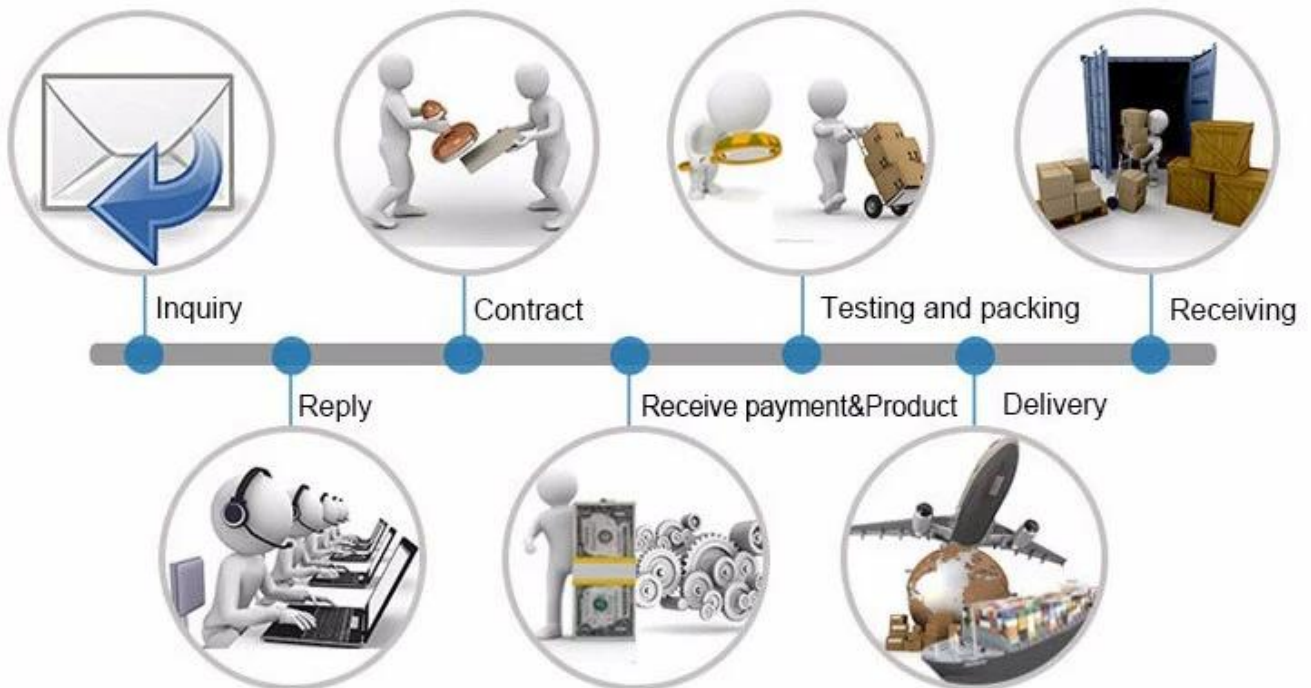 Inquiry
Contract
Testing and packing
Receiving
Reply
Receive payment&Product
Delivery